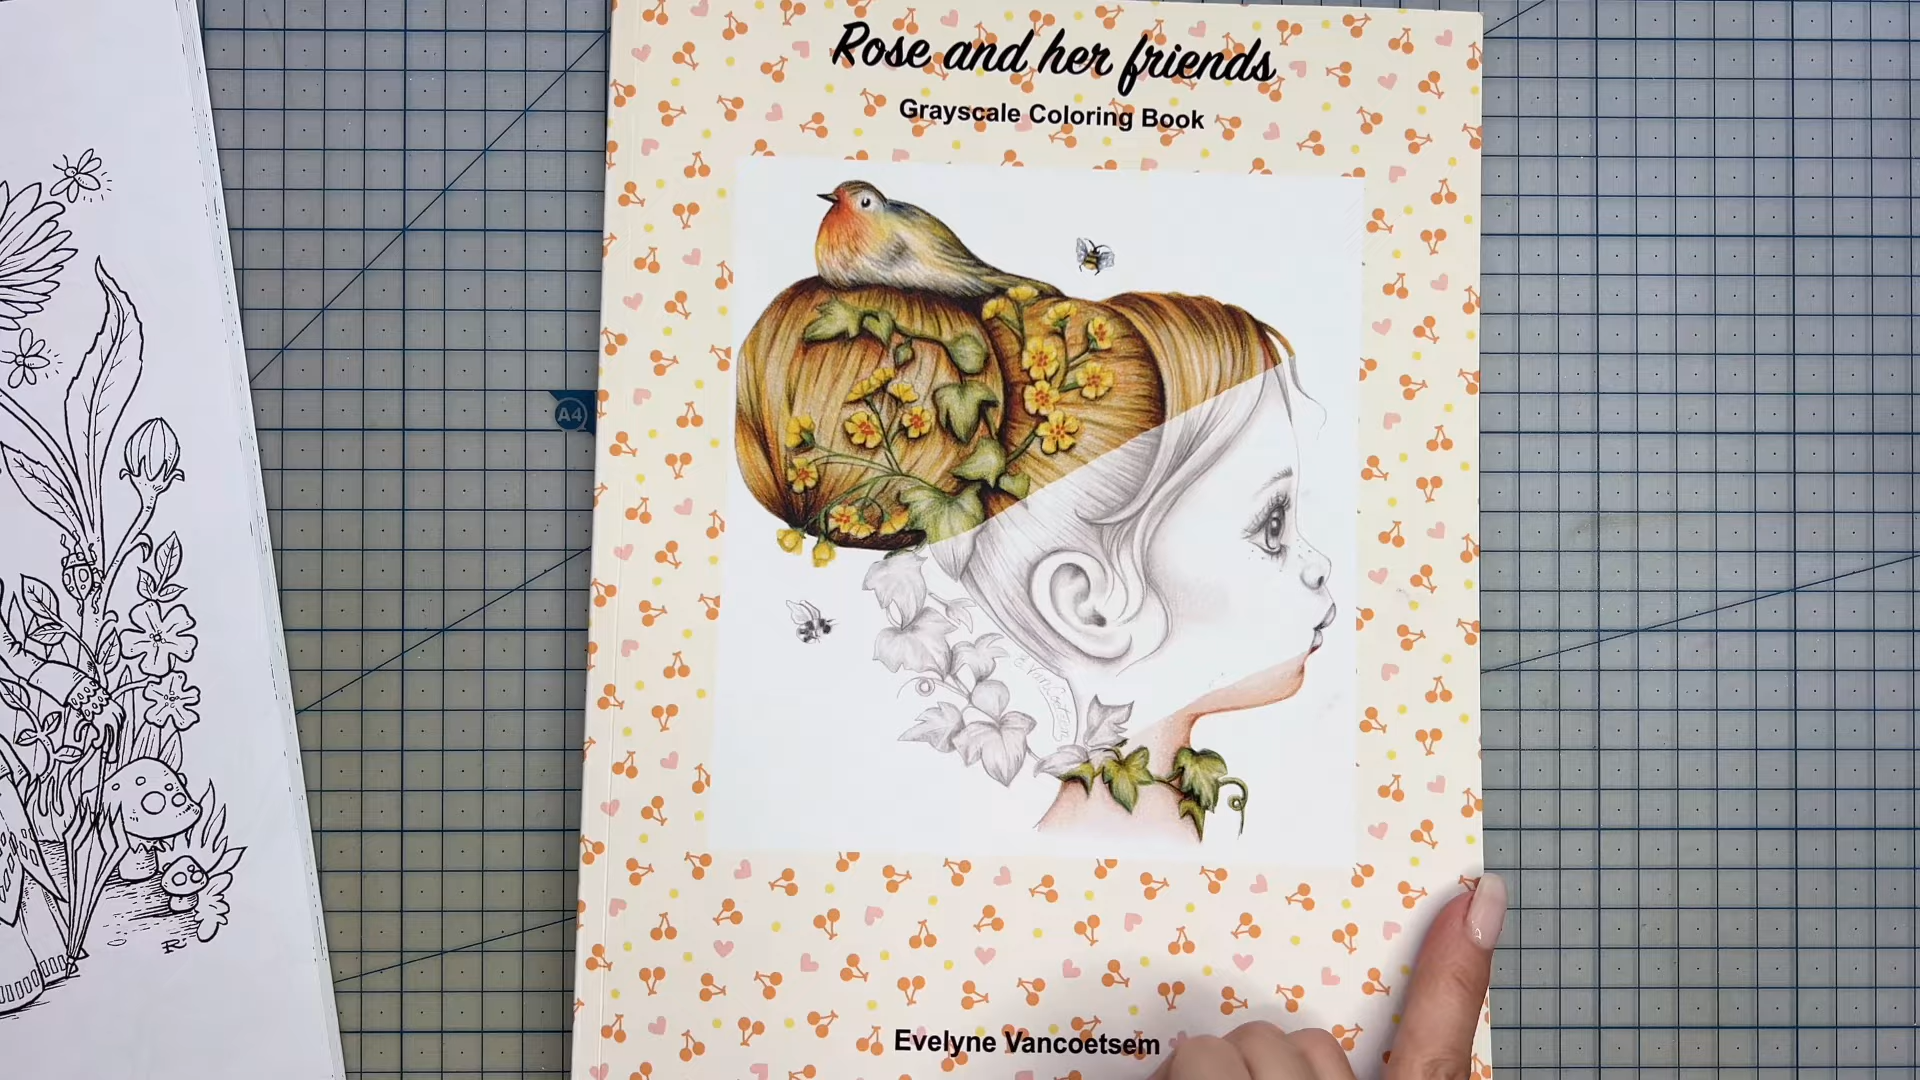 Rose and her friends
Grayscale Coloring Book
A4
Evelyne Vancoetsem